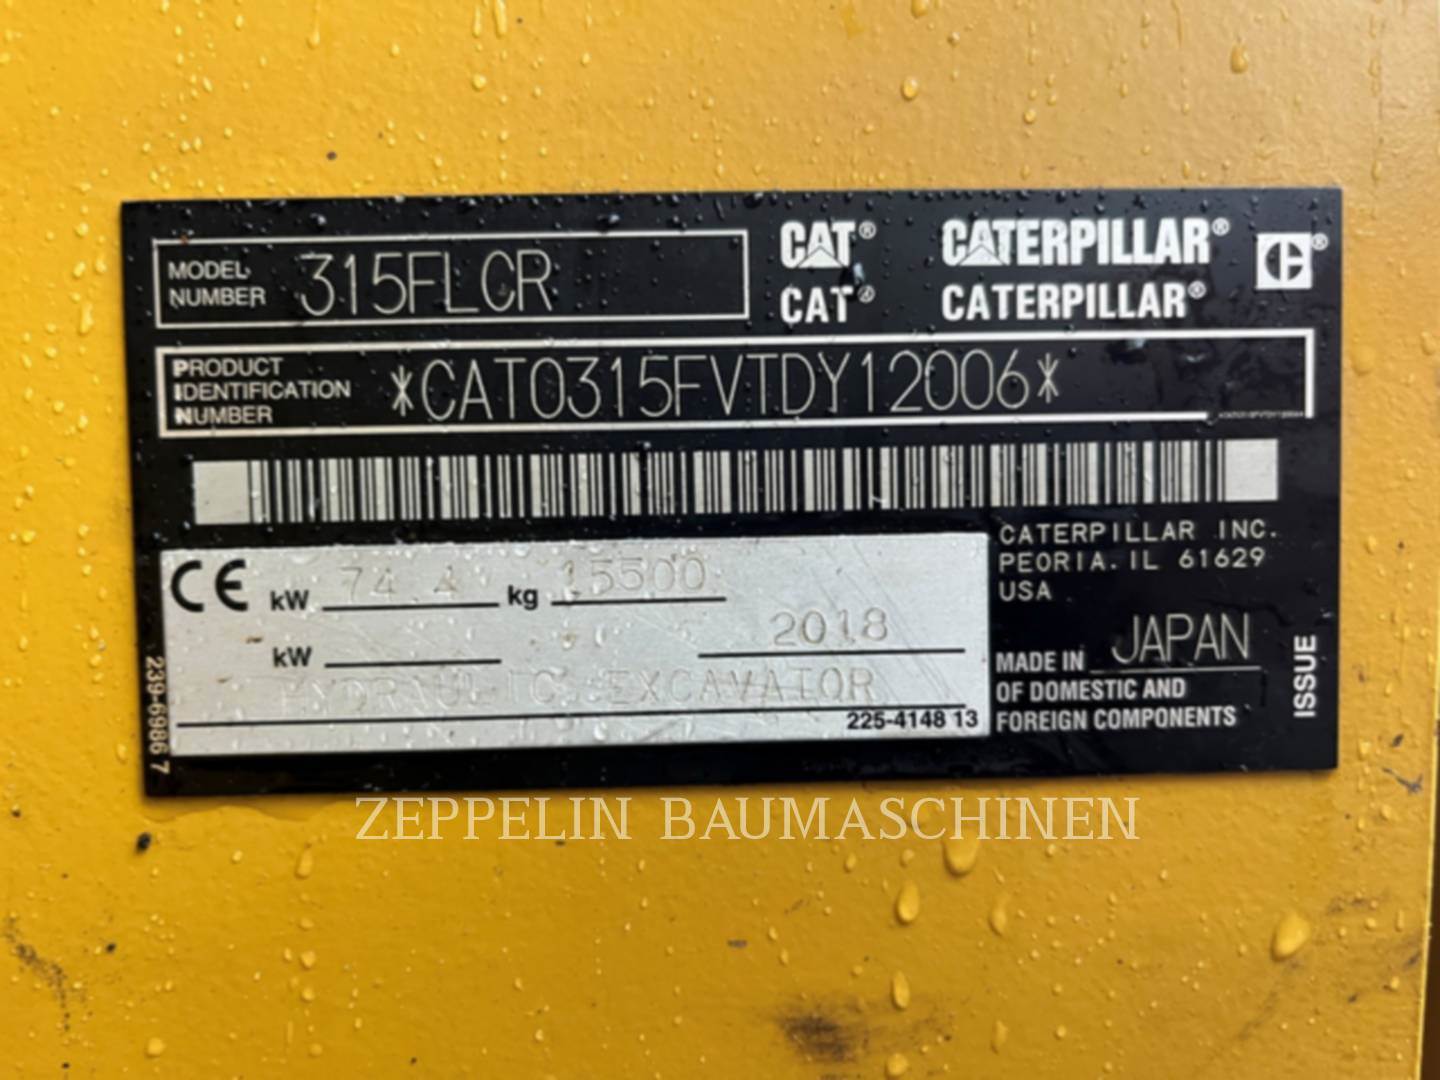 MODEL NUMBER 315FLCR
CAT® CATERPILLAR®
CAT® CATERPILLAR®
PRODUCT IDENTIFICATION NUMBER *CAT0315FVTDY12006*
CATERPILLAR INC.
PEORIA. IL 61629
USA
CE kW 74.4 kg 15500
kW 2018
HYDRAULIC EXCAVATOR
225-4148 13
MADE IN JAPAN
OF DOMESTIC AND
FOREIGN COMPONENTS
ISSUE
239-6986 7
ZEPPELIN BAUMASCHINEN